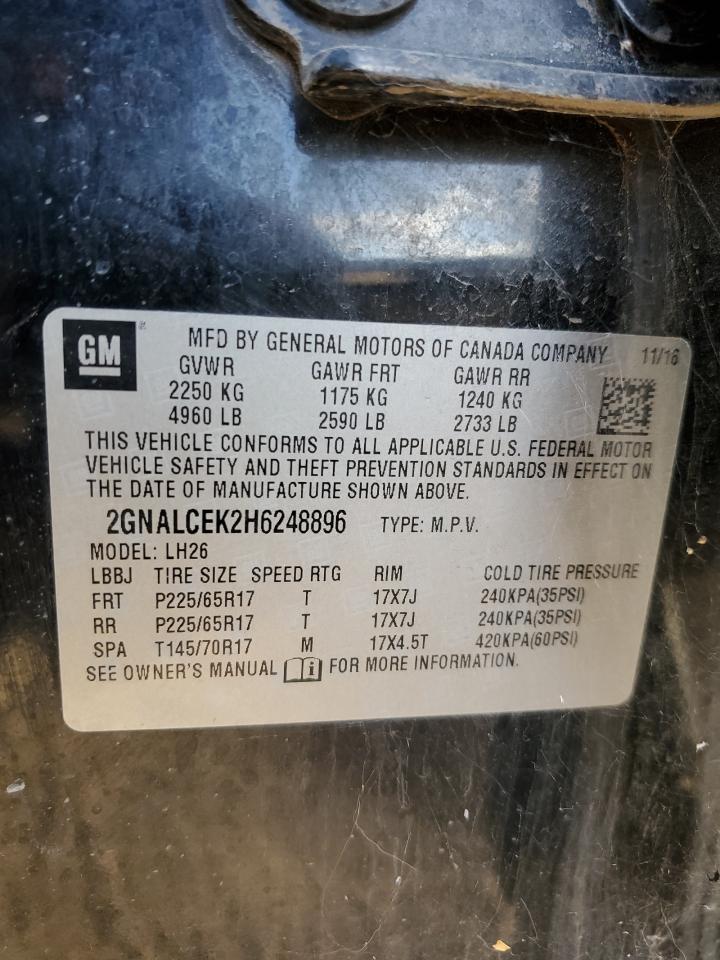 GM
MFD BY GENERAL MOTORS OF CANADA COMPANY 11/16
GVWR GAWR FRT GAWR RR
2250 KG 1175 KG 1240 KG
4960 LB 2590 LB 2733 LB
THIS VEHICLE CONFORMS TO ALL APPLICABLE U.S. FEDERAL MOTOR
VEHICLE SAFETY AND THEFT PREVENTION STANDARDS IN EFFECT ON
THE DATE OF MANUFACTURE SHOWN ABOVE.
2GNALCEK2H6248896 TYPE: M.P.V.
MODEL: LH26
LBBJ TIRE SIZE SPEED RTG RIM COLD TIRE PRESSURE
FRT P225/65R17 T 17X7J 240KPA(35PSI)
RR P225/65R17 T 17X7J 240KPA(35PSI)
SPA T145/70R17 M 17X4.5T 420KPA(60PSI)
SEE OWNER'S MANUAL FOR MORE INFORMATION.